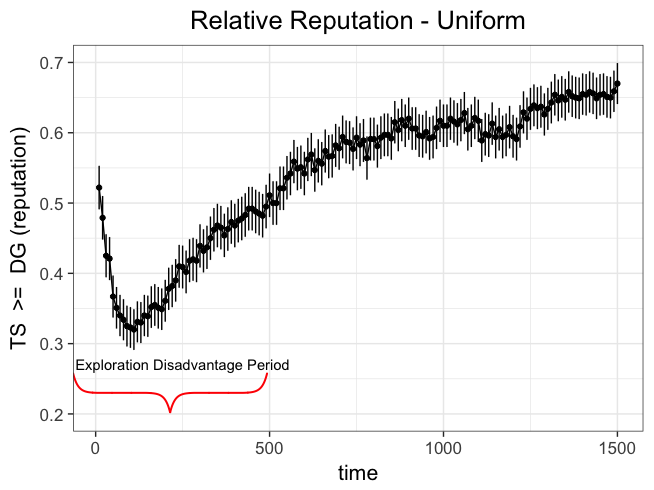 Relative Reputation - Uniform
TS >= DG (reputation)
0.7
0.6
0.5
0.4
0.3
0.2
Exploration Disadvantage Period
0
500
1000
1500
time